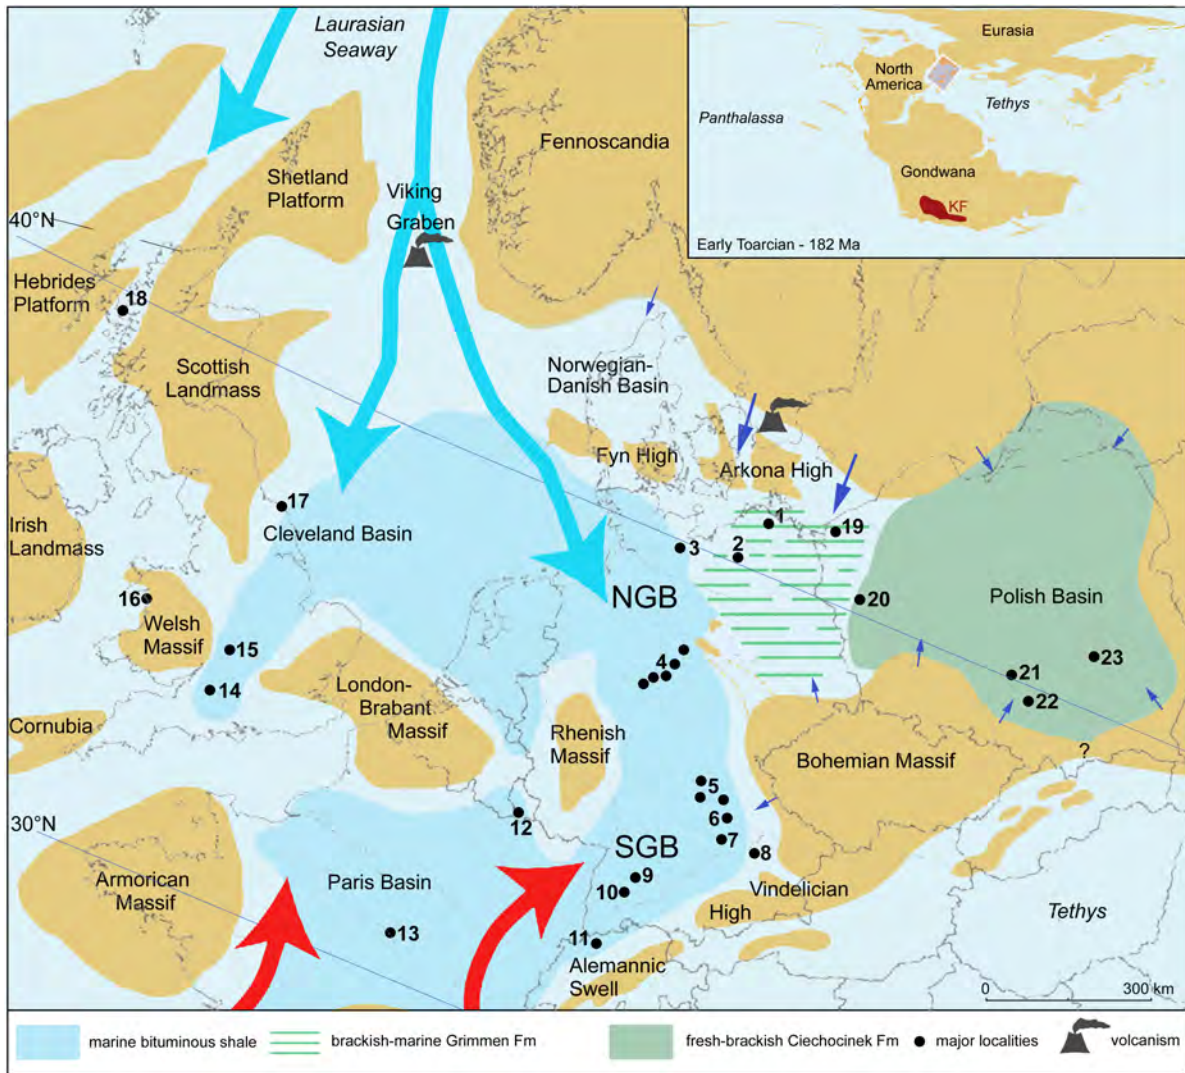 Laurasian
Seaway
Eurasia
North
America
Tethys
Panthalassa
Gondwana
KF
Early Toarcian - 182 Ma
Fennoscandia
Shetland
Platform
Viking
Graben
40°N
Hebrides
Platform
18
Scottish
Landmass
Norwegian-
Danish Basin
Fyn High
Arkona High
17
Cleveland Basin
Irish
Landmass
1
19
3
2
NGB
20
Polish Basin
16
Welsh
Massif
15
14
4
23
21
22
London-
Brabant
Massif
Cornubia
Rhenish
Massif
Bohemian Massif
?
5
6
7
8
12
30°N
SGB
Armorican
Massif
Paris Basin
9
10
Vindelician
High
Tethys
13
11
Alemannic
Swell
0 300 km
marine bituminous shale
brackish-marine Grimmen Fm
fresh-brackish Ciechocinek Fm
major localities
volcanism